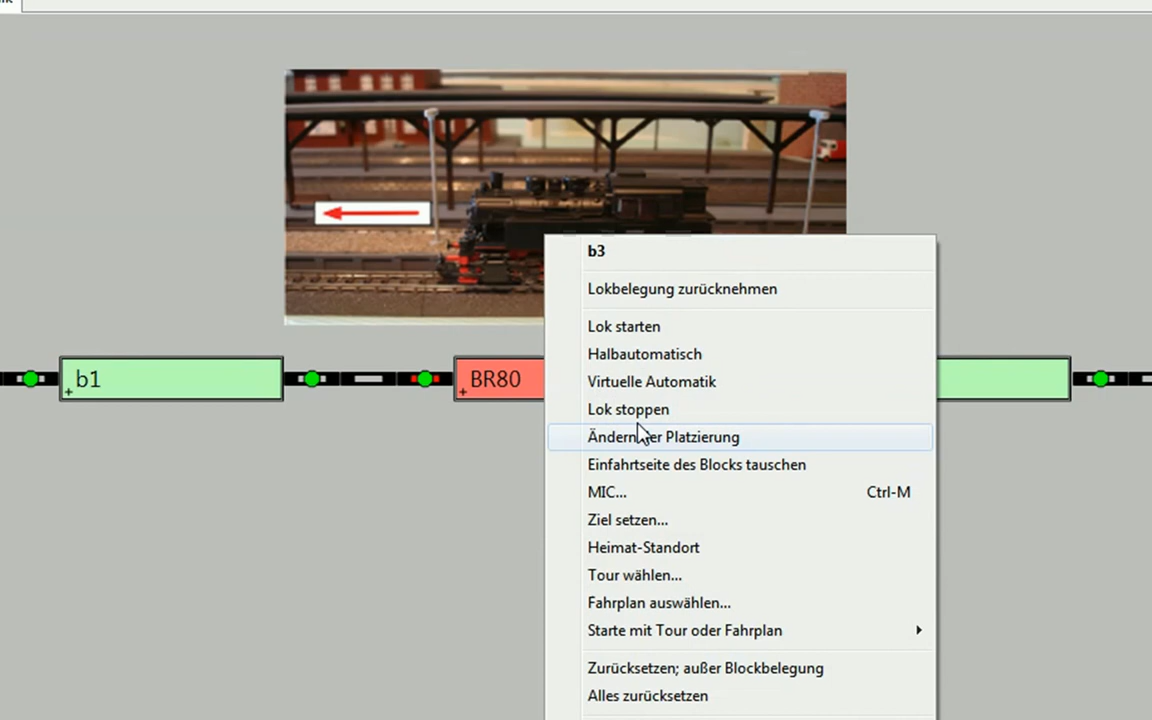 b3
Lokbelegung zurücknehmen
Lok starten
Halbautomatisch
Virtuelle Automatik
Lok stoppen
Ändern der Platzierung
Einfahrtseite des Blocks tauschen
MIC... Ctrl-M
Ziel setzen...
Heimat-Standort
Tour wählen...
Fahrplan auswählen...
Starte mit Tour oder Fahrplan
Zurücksetzen; außer Blockbelegung
Alles zurücksetzen
b1
+
BR80
+